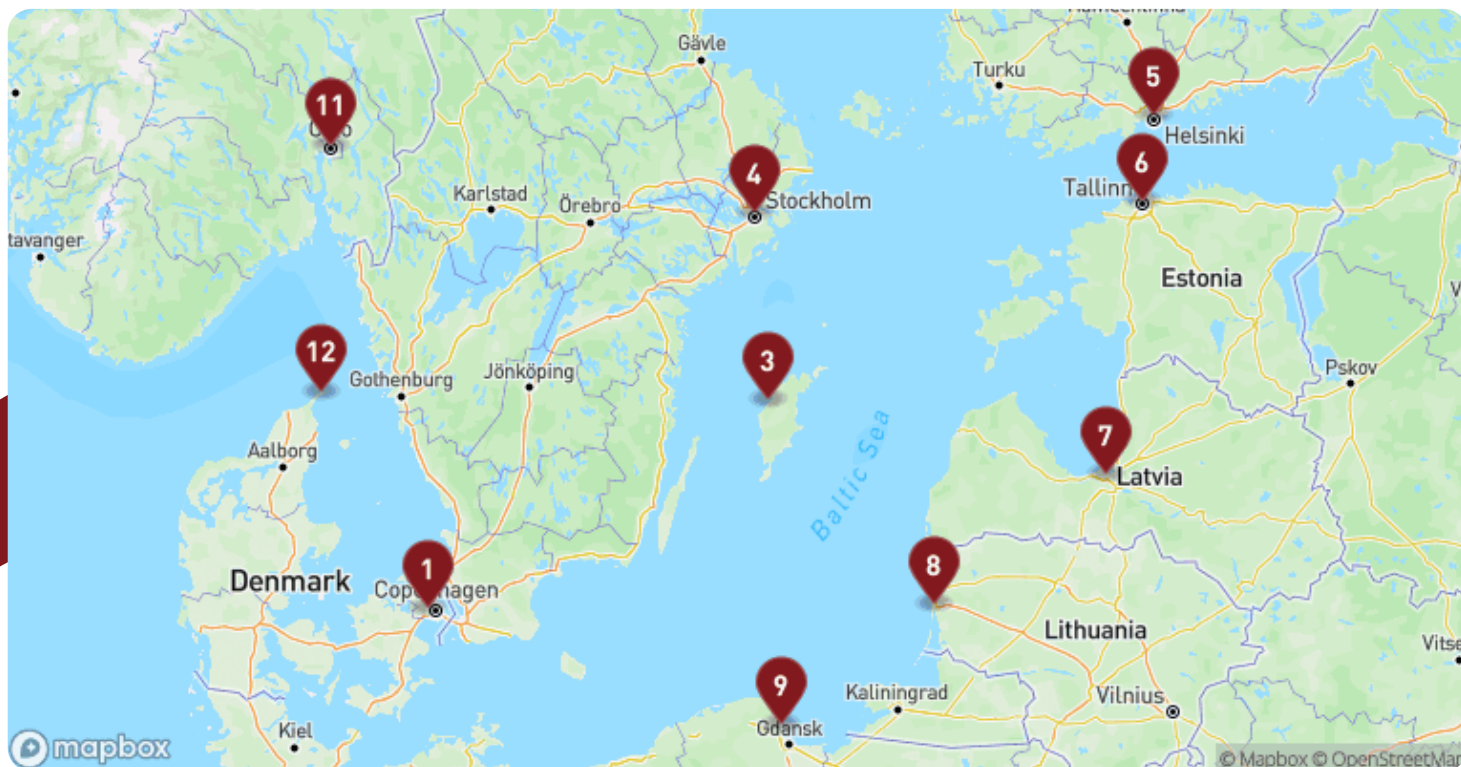 Gävle
Turku
5
11
Helsinki
6
4
Tallinn
Karlstad
Örebro
Stockholm
tavanger
Estonia
12
3
Gothenburg
Jönköping
Pskov
Baltic Sea
7
Aalborg
Latvia
1
8
Denmark
Copenhagen
Lithuania
9
Kaliningrad
Vilnius
Vitse
Kiel
Gdansk
mapbox
© Mapbox © OpenStreetMap